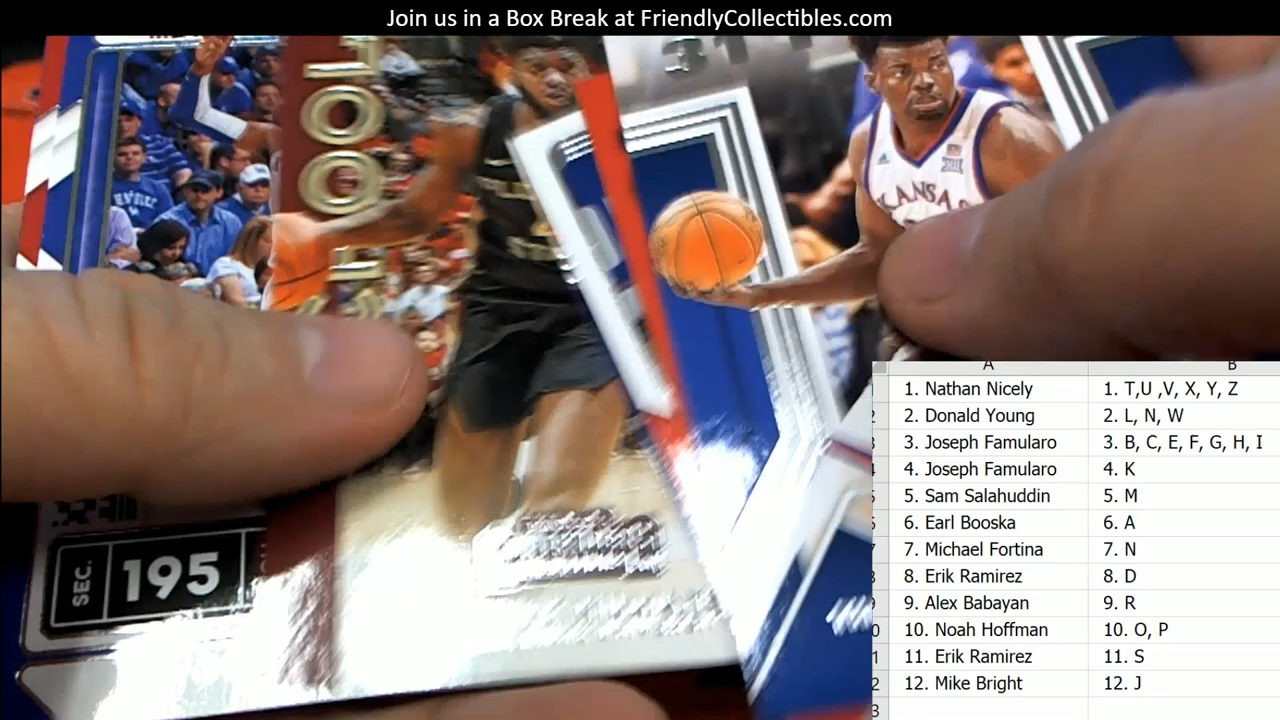 Join us in a Box Break at FriendlyCollectibles.com
KANSAS
SEC. 195
A B
1. Nathan Nicely 1. T,U ,V, X, Y, Z
2. Donald Young 2. L, N, W
3. Joseph Famularo 3. B, C, E, F, G, H, I
4. Joseph Famularo 4. K
5. Sam Salahuddin 5. M
6. Earl Booska 6. A
7. Michael Fortina 7. N
8. Erik Ramirez 8. D
9. Alex Babayan 9. R
10. Noah Hoffman 10. O, P
11. Erik Ramirez 11. S
12. Mike Bright 12. J